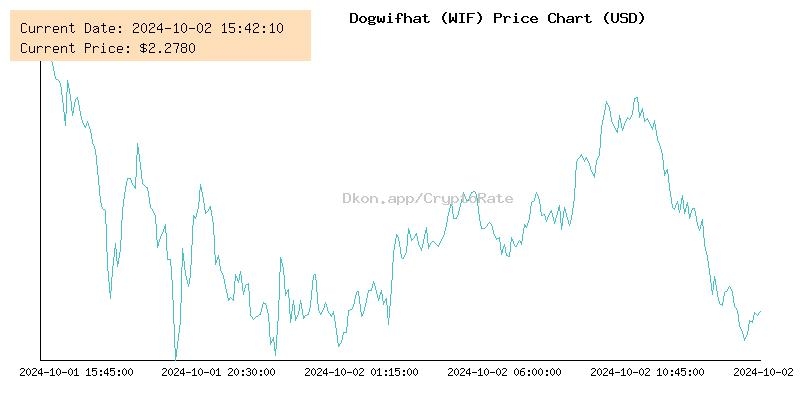 Dogwifhat (WIF) Price Chart (USD)
Current Date: 2024-10-02 15:42:10
Current Price: $2.2780
Dkon.app/CryptoRate
2024-10-01 15:45:00 2024-10-01 20:30:00 2024-10-02 01:15:00 2024-10-02 06:00:00 2024-10-02 10:45:00 2024-10-02